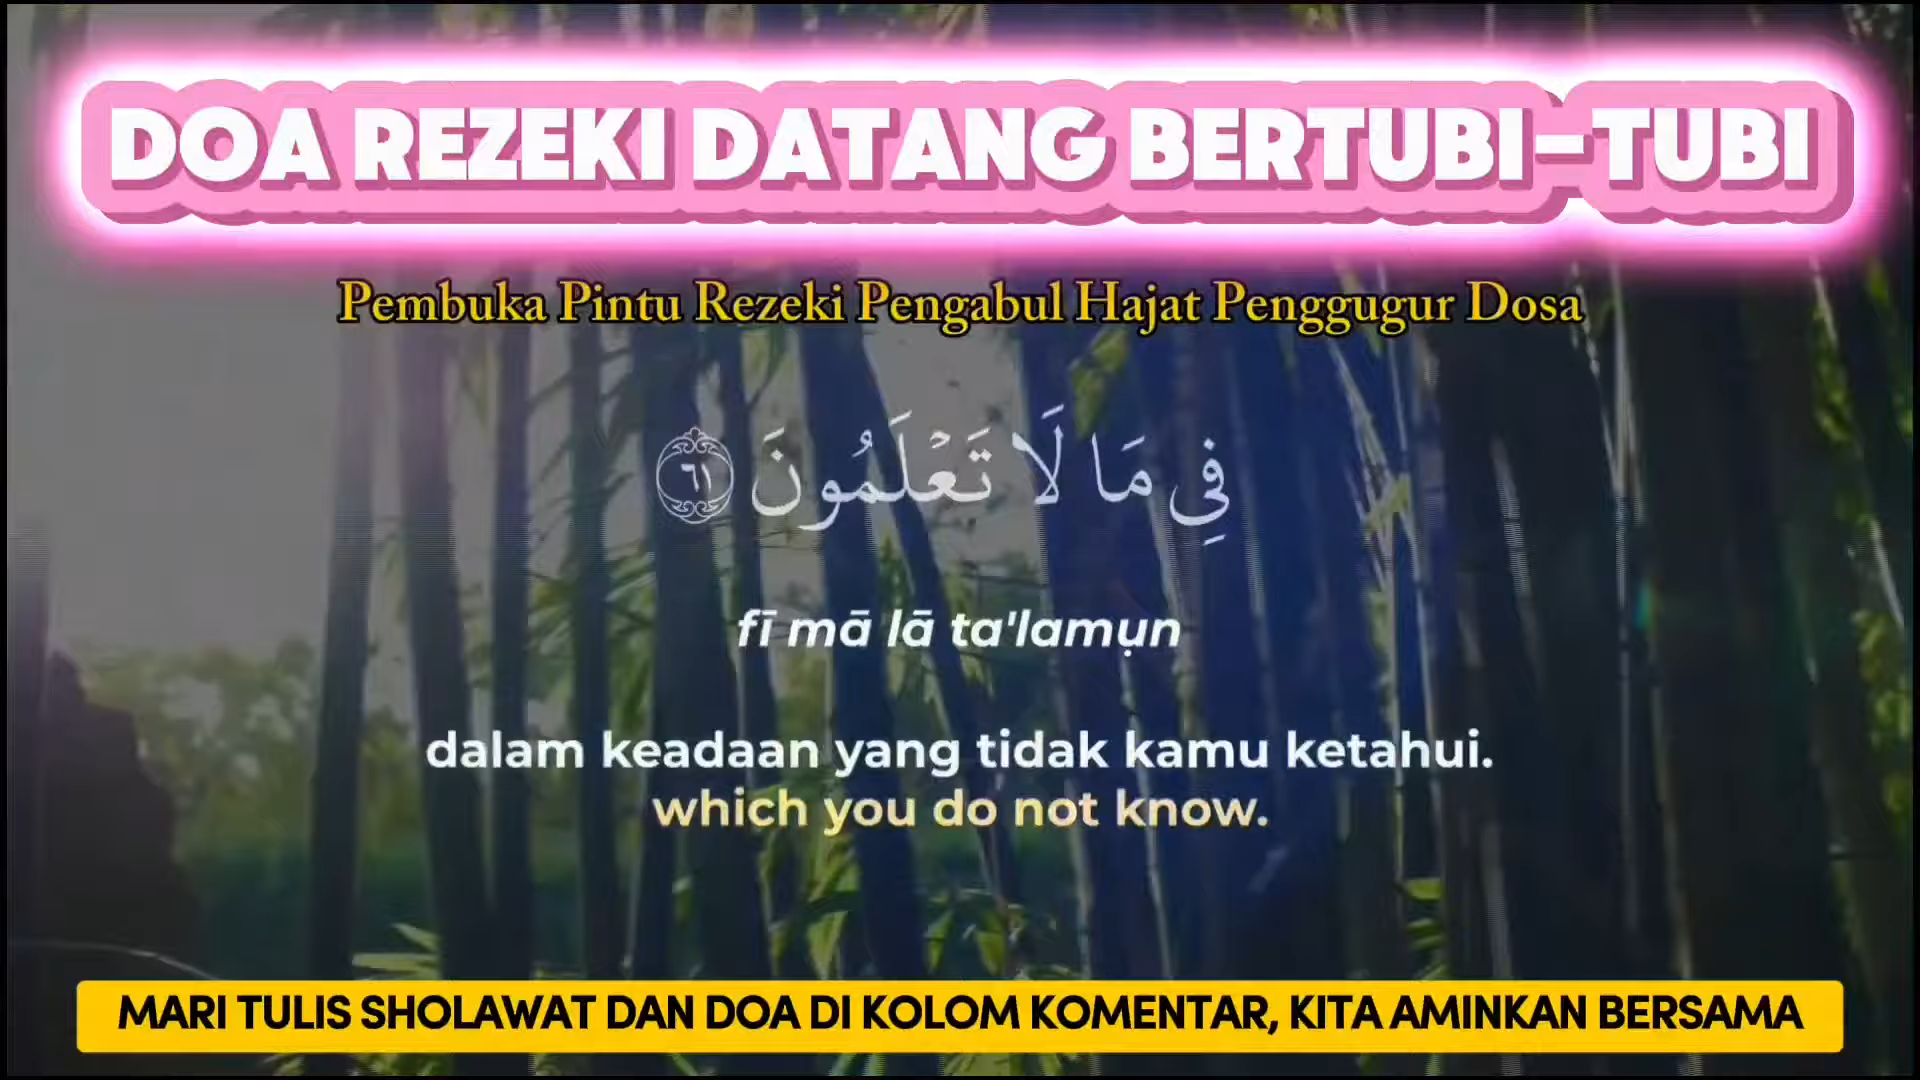 DOA REZEKI DATANG BERTUBI-TUBI
Pembuka Pintu Rezeki Pengabul Hajat Penggugur Dosa
فِي مَا لَا تَعْلَمُونَ ٦١
fī mā lā ta'lamụn
dalam keadaan yang tidak kamu ketahui.
which you do not know.
MARI TULIS SHOLAWAT DAN DOA DI KOLOM KOMENTAR, KITA AMINKAN BERSAMA